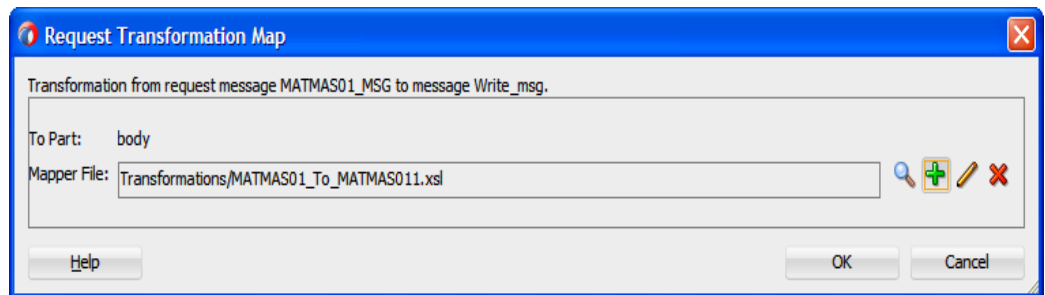 Request Transformation Map
Transformation from request message MATMAS01_MSG to message Write_msg.
To Part: body
Mapper File: Transformations/MATMAS01_To_MATMAS011.xsl
Help OK Cancel